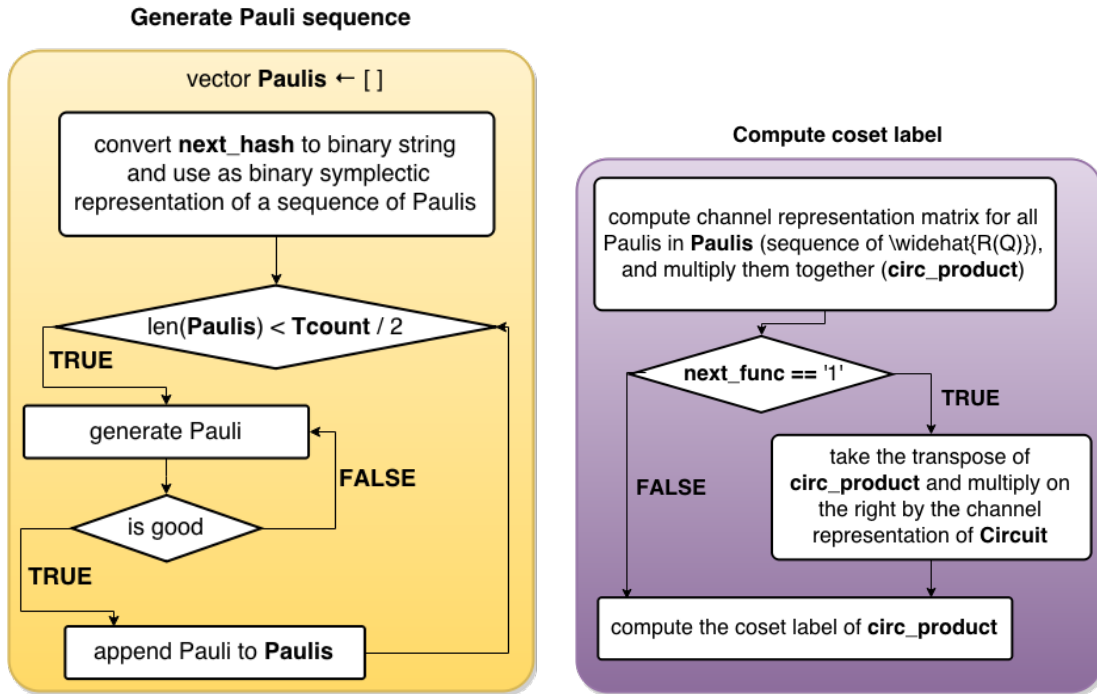 Generate Pauli sequence
vector Paulis ← [ ]
convert next_hash to binary string
and use as binary symplectic
representation of a sequence of Paulis
len(Paulis) < Tcount / 2
TRUE
generate Pauli
FALSE
is good
TRUE
append Pauli to Paulis
Compute coset label
compute channel representation matrix for all
Paulis in Paulis (sequence of \widehat{R(Q)}),
and multiply them together (circ_product)
next_func == '1'
TRUE
FALSE
take the transpose of
circ_product and multiply on
the right by the channel
representation of Circuit
compute the coset label of circ_product